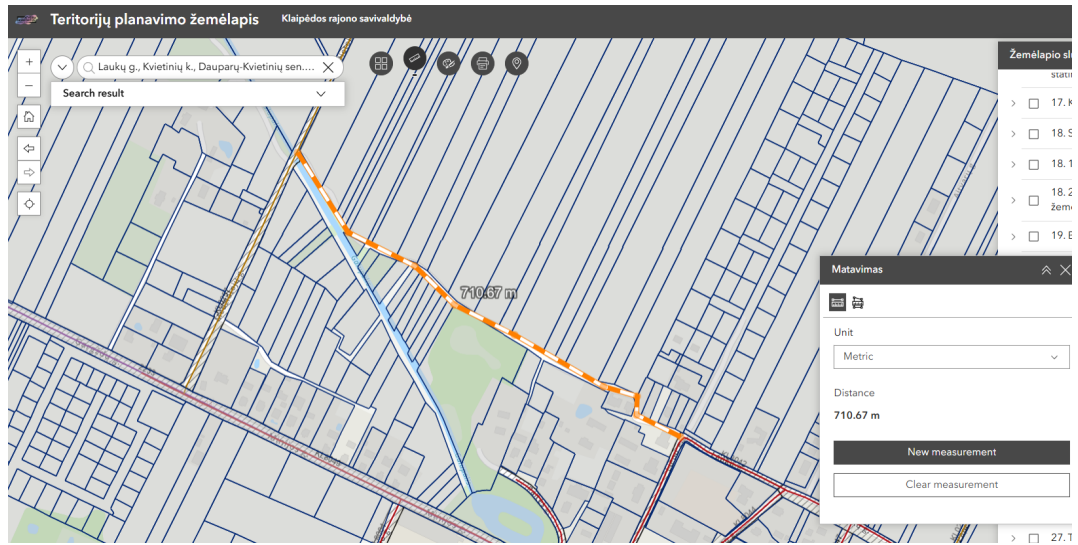 Teritorijų planavimo žemėlapis
Klaipėdos rajono savivaldybė
Laukų g., Kvietinių k., Dauparų-Kvietinių sen....
Search result
Žemėlapio slu
17. K
18. S
18. 1
18. 2
žeme
19. E
Matavimas
Unit
Metric
Distance
710.67 m
New measurement
Clear measurement
27. T
710.67 m